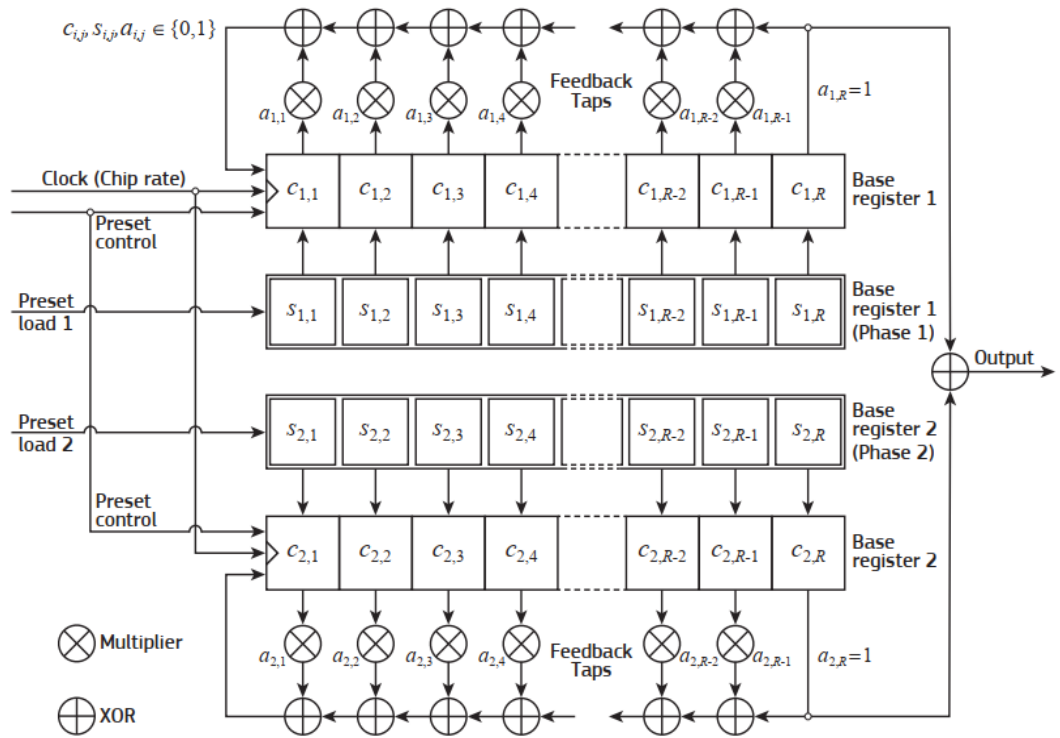 c_{i,j}, s_{i,j}, a_{i,j} ∈ {0,1}
a_{1,1} a_{1,2} a_{1,3} a_{1,4} Feedback a_{1,R-2} a_{1,R-1} a_{1,R}=1
Taps
Clock (Chip rate)
Preset
control
c_{1,1} c_{1,2} c_{1,3} c_{1,4} c_{1,R-2} c_{1,R-1} c_{1,R}
Base
register 1
Preset
load 1
s_{1,1} s_{1,2} s_{1,3} s_{1,4} s_{1,R-2} s_{1,R-1} s_{1,R}
Base
register 1
(Phase 1)
Output
Preset
load 2
s_{2,1} s_{2,2} s_{2,3} s_{2,4} s_{2,R-2} s_{2,R-1} s_{2,R}
Base
register 2
(Phase 2)
Preset
control
c_{2,1} c_{2,2} c_{2,3} c_{2,4} c_{2,R-2} c_{2,R-1} c_{2,R}
Base
register 2
Multiplier
a_{2,1} a_{2,2} a_{2,3} a_{2,4} Feedback a_{2,R-2} a_{2,R-1} a_{2,R}=1
Taps
XOR